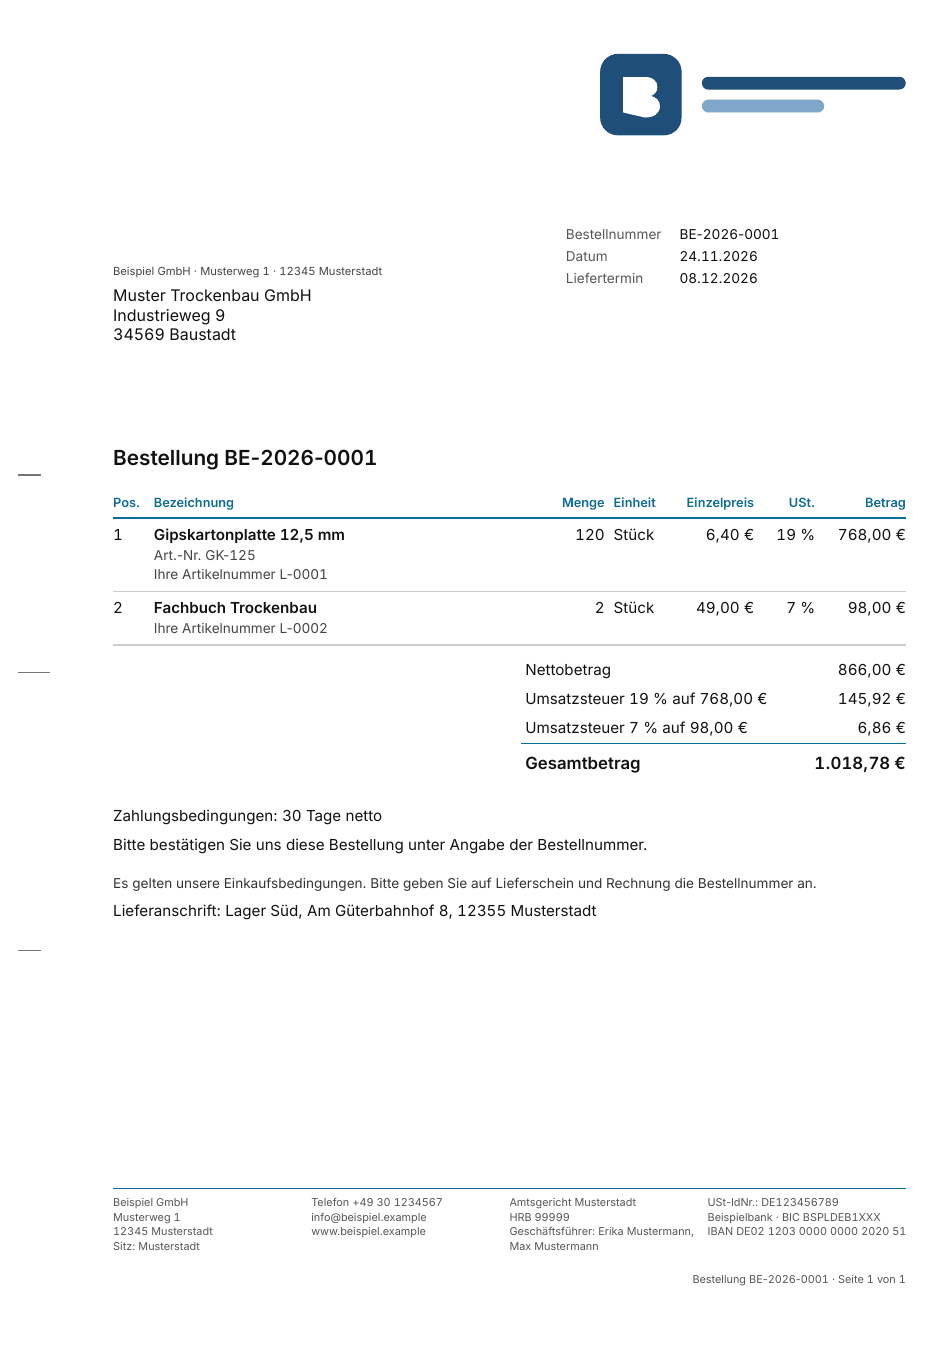 B
Bestellnummer BE-2026-0001
Datum 24.11.2026
Liefertermin 08.12.2026
Beispiel GmbH · Musterweg 1 · 12345 Musterstadt
Muster Trockenbau GmbH
Industrieweg 9
34569 Baustadt
Bestellung BE-2026-0001
Pos. Bezeichnung Menge Einheit Einzelpreis USt. Betrag
1 Gipskartonplatte 12,5 mm 120 Stück 6,40 € 19 % 768,00 €
Art.-Nr. GK-125
Ihre Artikelnummer L-0001
2 Fachbuch Trockenbau 2 Stück 49,00 € 7 % 98,00 €
Ihre Artikelnummer L-0002
Nettobetrag 866,00 €
Umsatzsteuer 19 % auf 768,00 € 145,92 €
Umsatzsteuer 7 % auf 98,00 € 6,86 €
Gesamtbetrag 1.018,78 €
Zahlungsbedingungen: 30 Tage netto
Bitte bestätigen Sie uns diese Bestellung unter Angabe der Bestellnummer.
Es gelten unsere Einkaufsbedingungen. Bitte geben Sie auf Lieferschein und Rechnung die Bestellnummer an.
Lieferanschrift: Lager Süd, Am Güterbahnhof 8, 12355 Musterstadt
Beispiel GmbH
Musterweg 1
12345 Musterstadt
Sitz: Musterstadt
Telefon +49 30 1234567
info@beispiel.example
www.beispiel.example
Amtsgericht Musterstadt
HRB 99999
Geschäftsführer: Erika Mustermann,
Max Mustermann
USt-IdNr.: DE123456789
Beispielbank · BIC BSPLDEB1XXX
IBAN DE02 1203 0000 0000 2020 51
Bestellung BE-2026-0001 · Seite 1 von 1